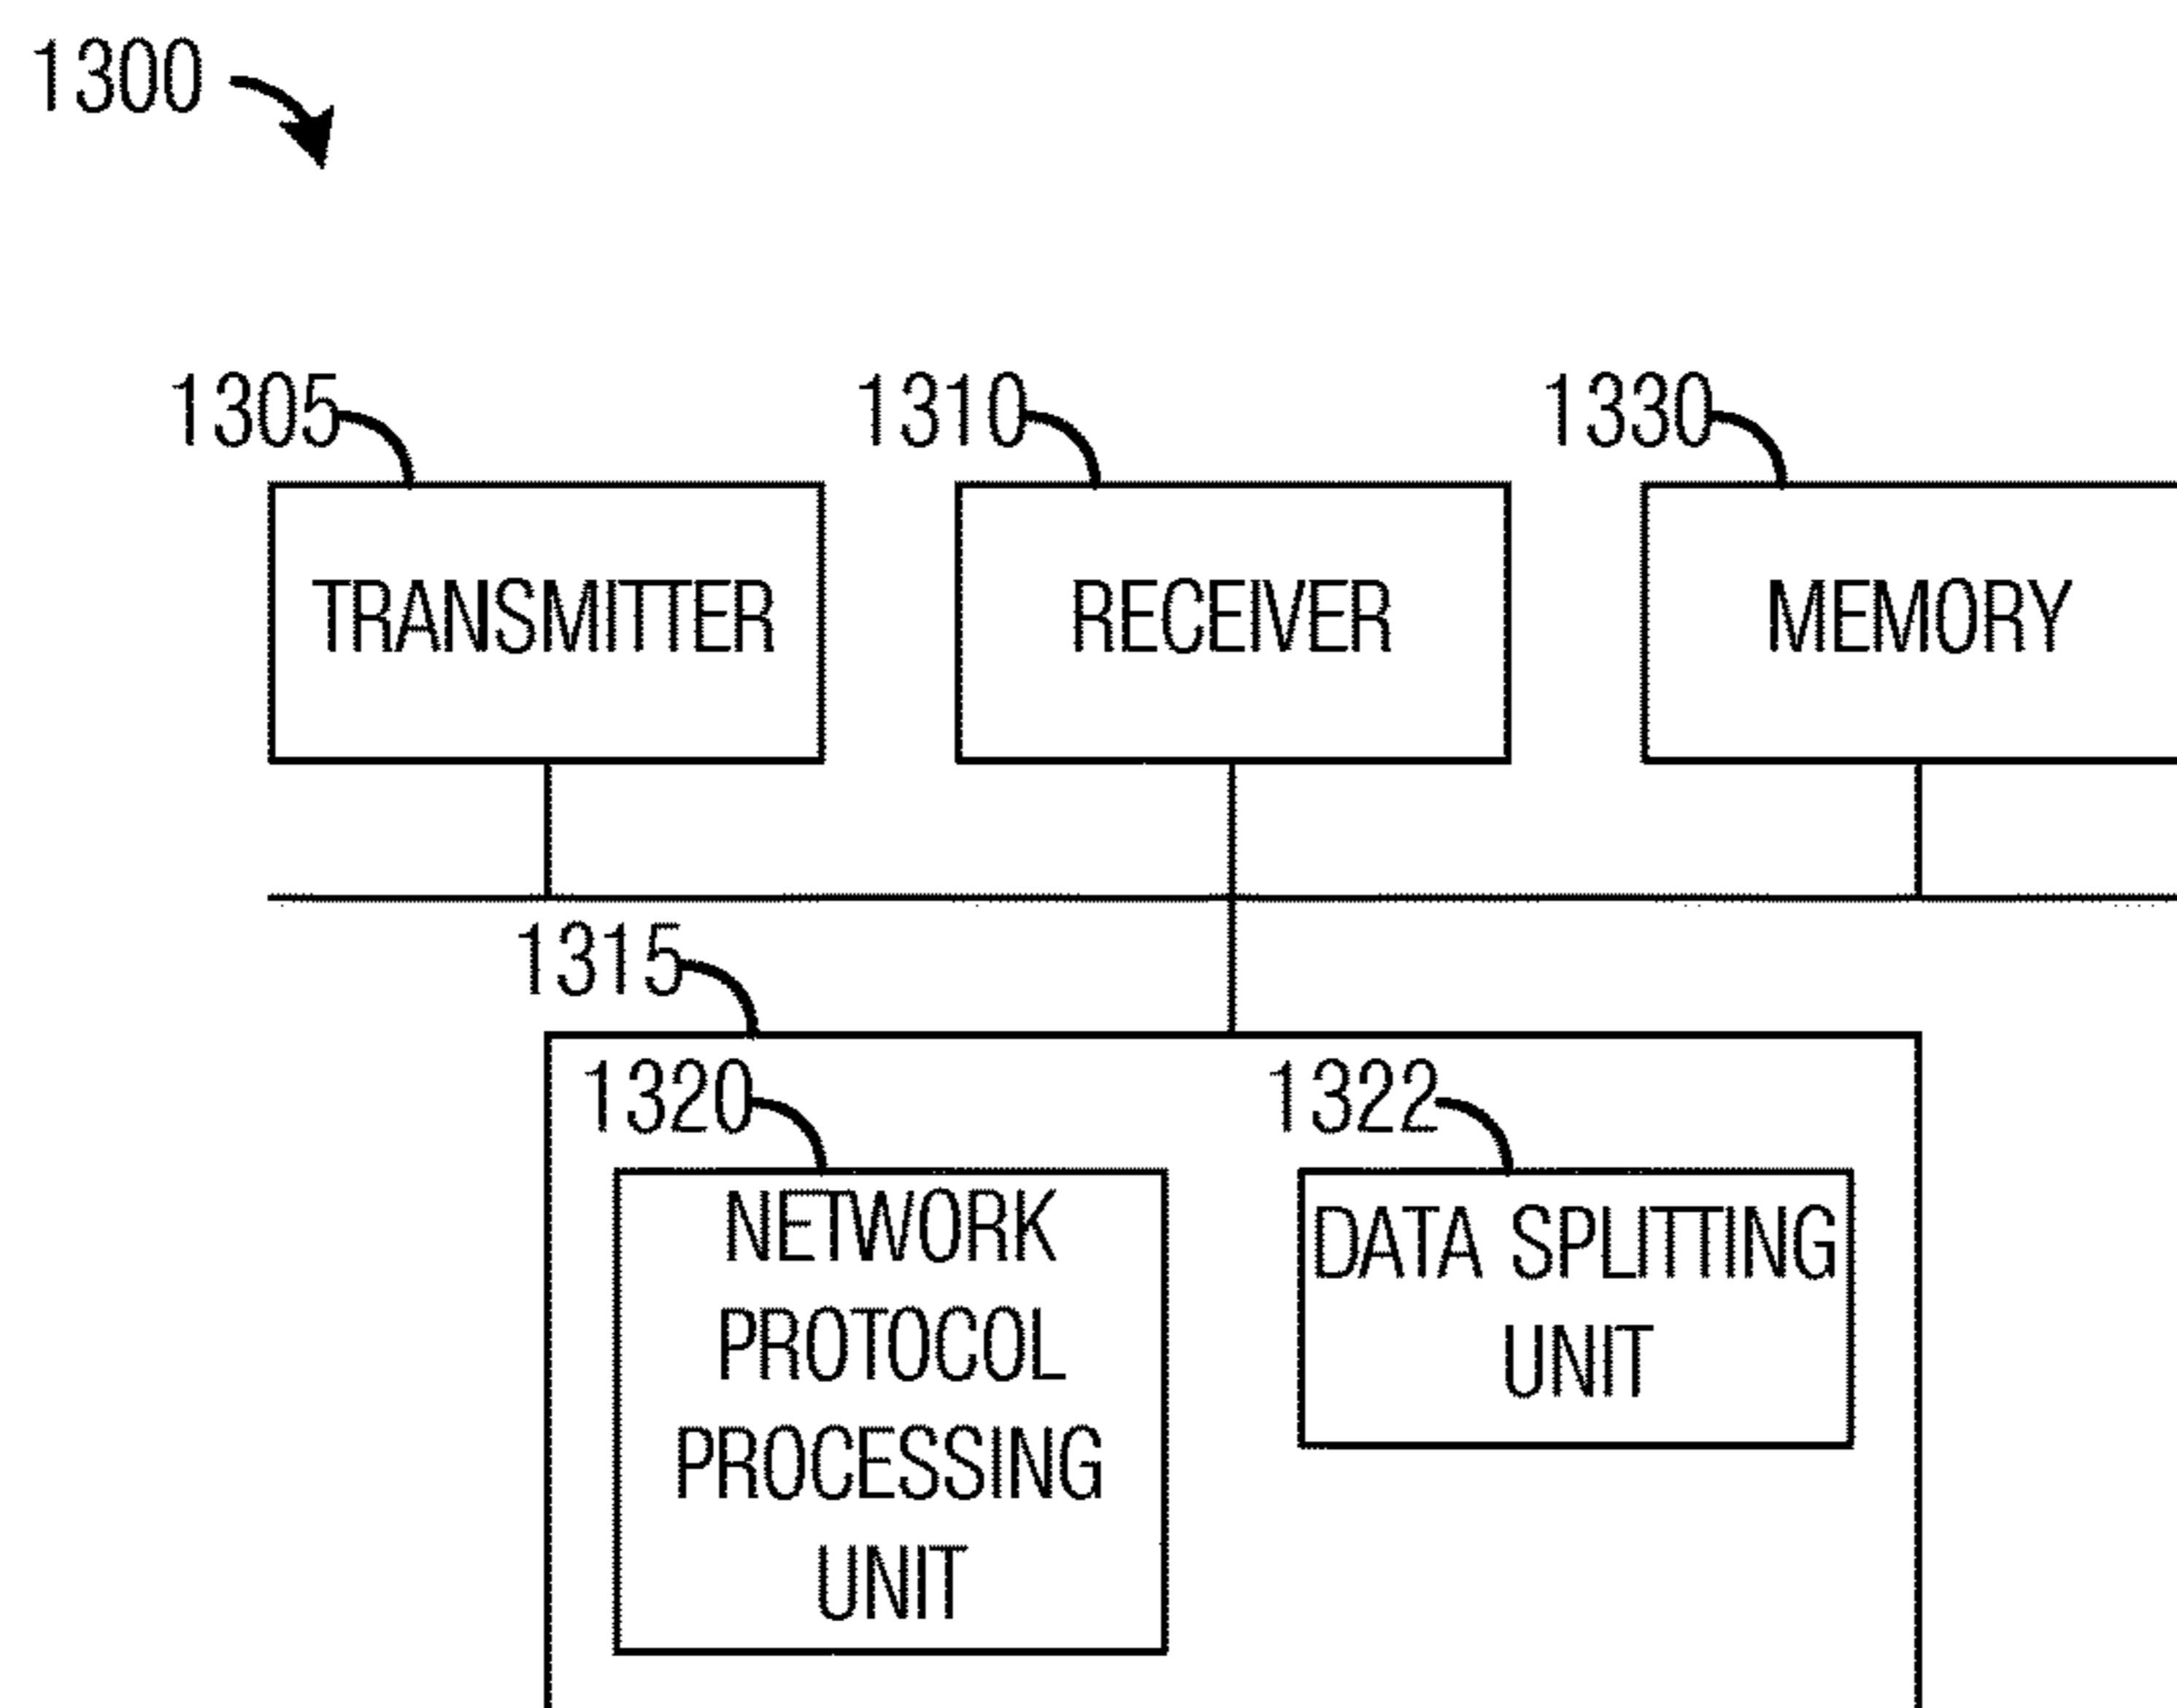 1300
1305
1310
1330
TRANSMITTER
RECEIVER
MEMORY
1315
1320
1322
NETWORK
PROTOCOL
PROCESSING
UNIT
DATA SPLITTING
UNIT